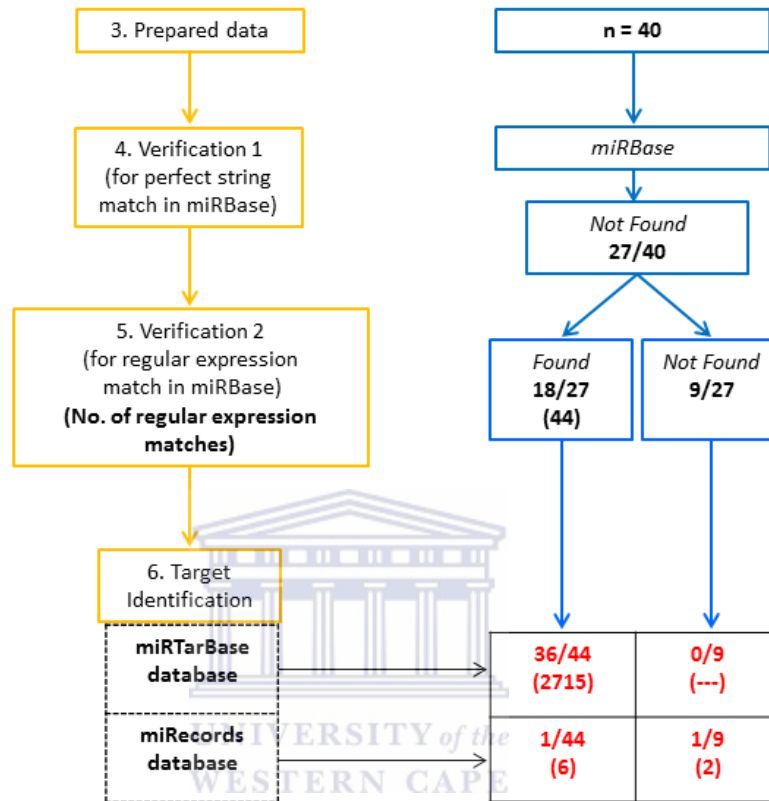 3. Prepared data
4. Verification 1
(for perfect string
match in miRBase)
5. Verification 2
(for regular expression
match in miRBase)
(No. of regular expression
matches)
6. Target
Identification
miRTarBase
database
miRecords
database
n = 40
miRBase
Not Found
27/40
Found
18/27
(44)
Not Found
9/27
36/44
(2715)
0/9
(---)
1/44
(6)
1/9
(2)
UNIVERSITY of the
WESTERN CAPE